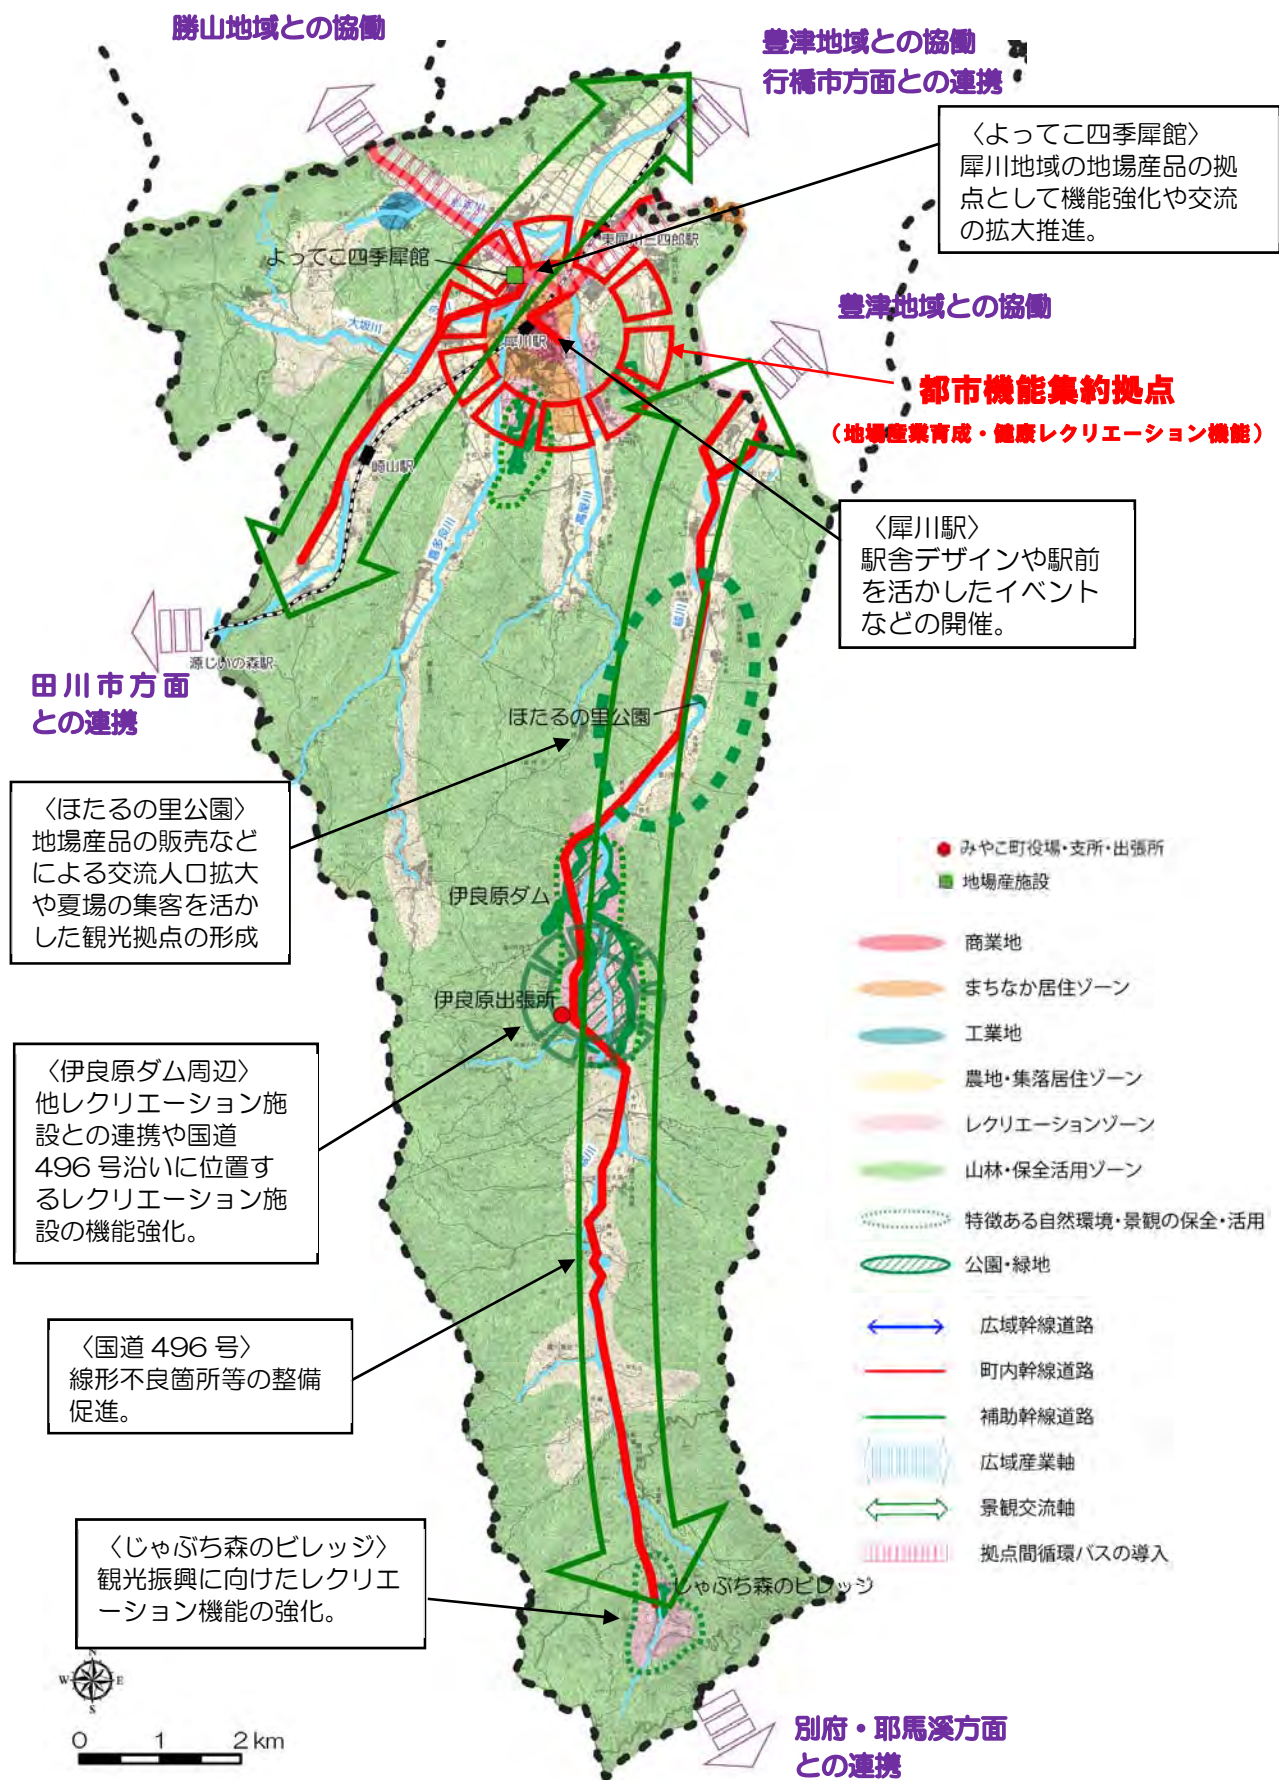 勝山地域との協働
豊津地域との協働
行橋市方面との連携
〈よってこ四季犀館〉
犀川地域の地場産品の拠
点として機能強化や交流
の拡大推進。
東犀川三四郎駅
よってこ四季犀館
大坂川
犀川駅
豊津地域との協働
都市機能集約拠点
（地場産業育成・健康レクリエーション機能）
崎山駅
喜多良川
高屋川
〈犀川駅〉
駅舎デザインや駅前
を活かしたイベント
などの開催。
祓川
源じいの森駅
田川市方面
との連携
ほたるの里公園
〈ほたるの里公園〉
地場産品の販売など
による交流人口拡大
や夏場の集客を活か
した観光拠点の形成
伊良原ダム
伊良原出張所
〈伊良原ダム周辺〉
他レクリエーション施
設との連携や国道
496号沿いに位置す
るレクリエーション施
設の機能強化。
祓川
〈国道496号〉
線形不良箇所等の整備
促進。
〈じゃぶち森のビレッジ〉
観光振興に向けたレクリエ
ーション機能の強化。
じゃぶち森のビレッジ
別府・耶馬溪方面
との連携
みやこ町役場・支所・出張所
地場産施設
商業地
まちなか居住ゾーン
工業地
農地・集落居住ゾーン
レクリエーションゾーン
山林・保全活用ゾーン
特徴ある自然環境・景観の保全・活用
公園・緑地
広域幹線道路
町内幹線道路
補助幹線道路
広域産業軸
景観交流軸
拠点間循環バスの導入
N
W E
S
0 1 2km